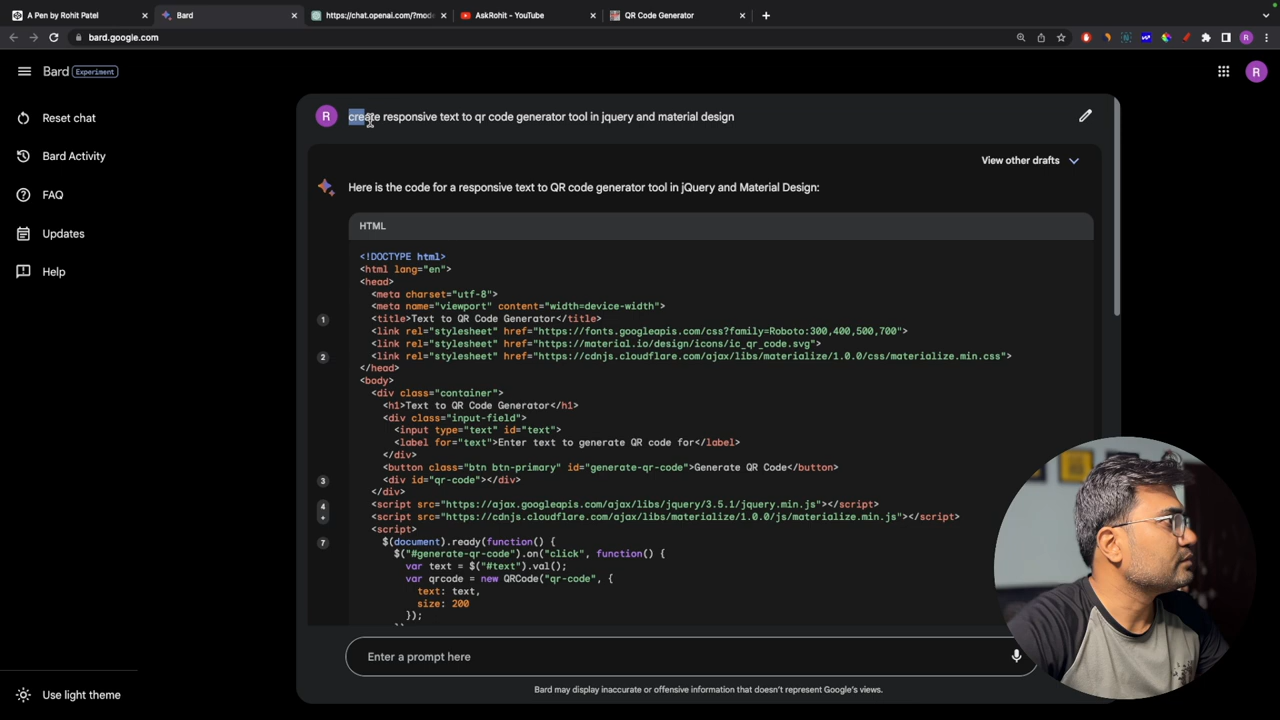 A Pen by Rohit Patel
Bard
https://chat.openai.com/?mode
AskRohit - YouTube
QR Code Generator
bard.google.com
R
Bard
Experiment
R
Reset chat
Bard Activity
FAQ
Updates
Help
R
create responsive text to qr code generator tool in jquery and material design
View other drafts
Here is the code for a responsive text to QR code generator tool in jQuery and Material Design:
HTML
<!DOCTYPE html>
<html lang="en">
<head>
<meta charset="utf-8">
<meta name="viewport" content="width=device-width">
1
<title>Text to QR Code Generator</title>
<link rel="stylesheet" href="https://fonts.googleapis.com/css?family=Roboto:300,400,500,700">
<link rel="stylesheet" href="https://material.io/design/icons/ic_qr_code.svg">
2
<link rel="stylesheet" href="https://cdnjs.cloudflare.com/ajax/libs/materialize/1.0.0/css/materialize.min.css">
</head>
<body>
<div class="container">
<h1>Text to QR Code Generator</h1>
<div class="input-field">
<input type="text" id="text">
<label for="text">Enter text to generate QR code for</label>
</div>
<button class="btn btn-primary" id="generate-qr-code">Generate QR Code</button>
3
<div id="qr-code"></div>
</div>
4
<script src="https://ajax.googleapis.com/ajax/libs/jquery/3.5.1/jquery.min.js"></script>
<script src="https://cdnjs.cloudflare.com/ajax/libs/materialize/1.0.0/js/materialize.min.js"></script>
<script>
7
$(document).ready(function() {
$("#generate-qr-code").on("click", function() {
var text = $("#text").val();
var qrcode = new QRCode("qr-code", {
text: text,
size: 200
});
Enter a prompt here
Bard may display inaccurate or offensive information that doesn't represent Google's views.
Use light theme